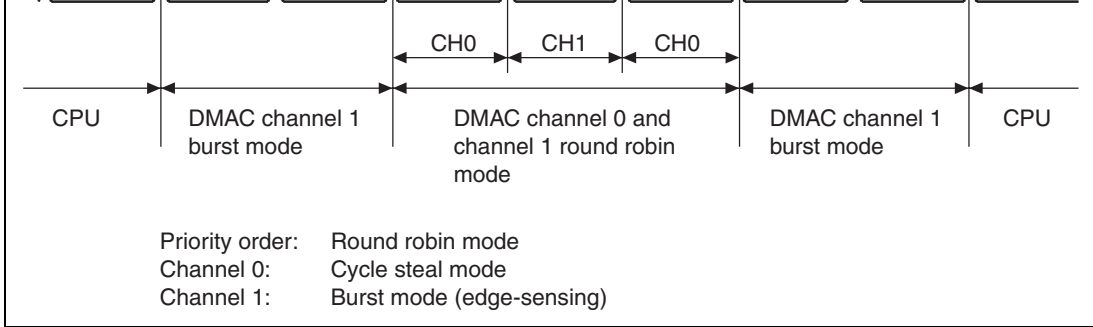 CH0 CH1 CH0
CPU DMAC channel 1 DMAC channel 0 and DMAC channel 1 CPU
burst mode channel 1 round robin burst mode
mode
Priority order: Round robin mode
Channel 0: Cycle steal mode
Channel 1: Burst mode (edge-sensing)